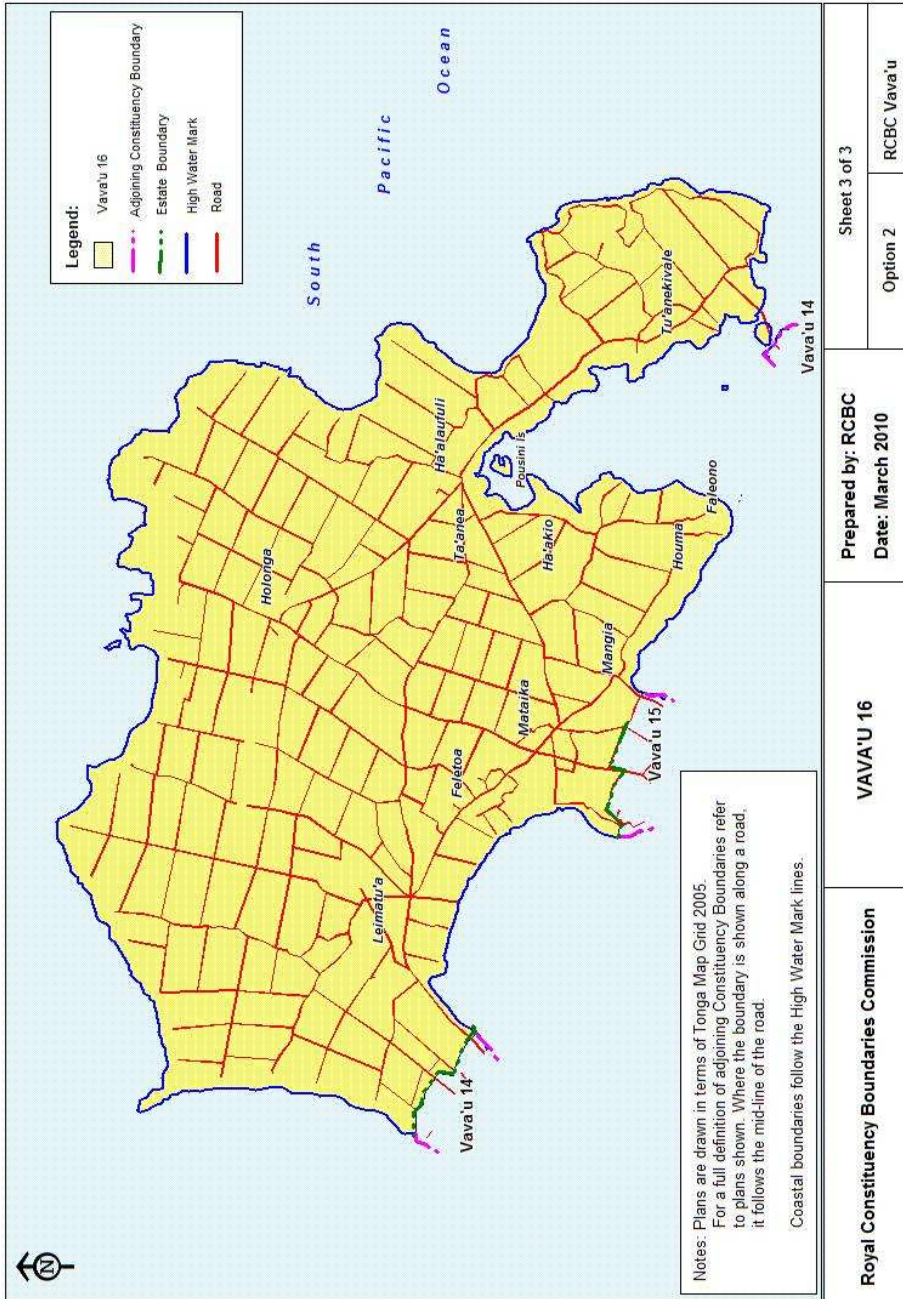 N
Legend:
Vava'u 16
Adjoining Constituency Boundary
Estate Boundary
High Water Mark
Road
South
Pacific
Ocean
Holonga
Leimatu'a
Feletoa
Mataika
Ta'anea
Ha'alaufuli
Pousini Is
Tu'anekivale
Ha'akio
Mangia
Houma
Faleono
Vava'u 14
Vava'u 15
Vava'u 14
Notes: Plans are drawn in terms of Tonga Map Grid 2005.
For a full definition of adjoining Constituency Boundaries refer
to plans shown. Where the boundary is shown along a road,
it follows the mid-line of the road.
Coastal boundaries follow the High Water Mark lines.
Royal Constituency Boundaries Commission
VAVA'U 16
Prepared by: RCBC
Date: March 2010
Sheet 3 of 3
Option 2
RCBC Vava'u